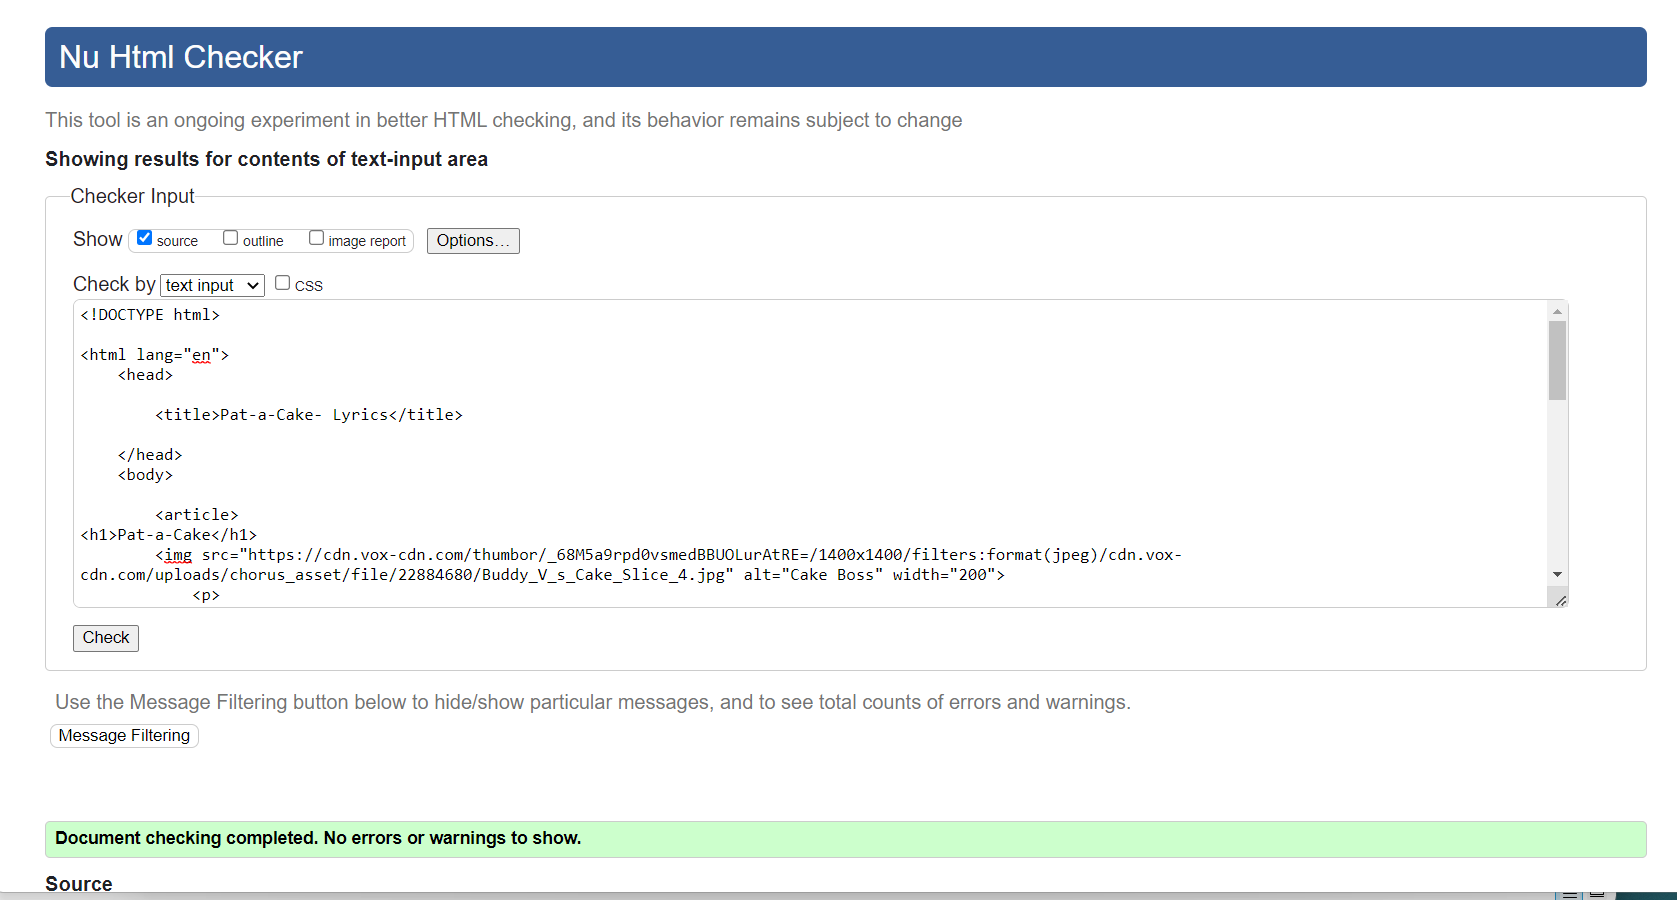 Nu Html Checker
This tool is an ongoing experiment in better HTML checking, and its behavior remains subject to change
Showing results for contents of text-input area
Checker Input
Show source outline image report Options...
Check by text input CSS
<!DOCTYPE html>
<html lang="en">
<head>
<title>Pat-a-Cake- Lyrics</title>
</head>
<body>
<article>
<h1>Pat-a-Cake</h1>
<img src="https://cdn.vox-cdn.com/thumbor/_68M5a9rpd0vsmedBBUOLurAtRE=/1400x1400/filters:format(jpeg)/cdn.vox-
cdn.com/uploads/chorus_asset/file/22884680/Buddy_V_s_Cake_Slice_4.jpg" alt="Cake Boss" width="200">
<p>
Check
Use the Message Filtering button below to hide/show particular messages, and to see total counts of errors and warnings.
Message Filtering
Document checking completed. No errors or warnings to show.
Source